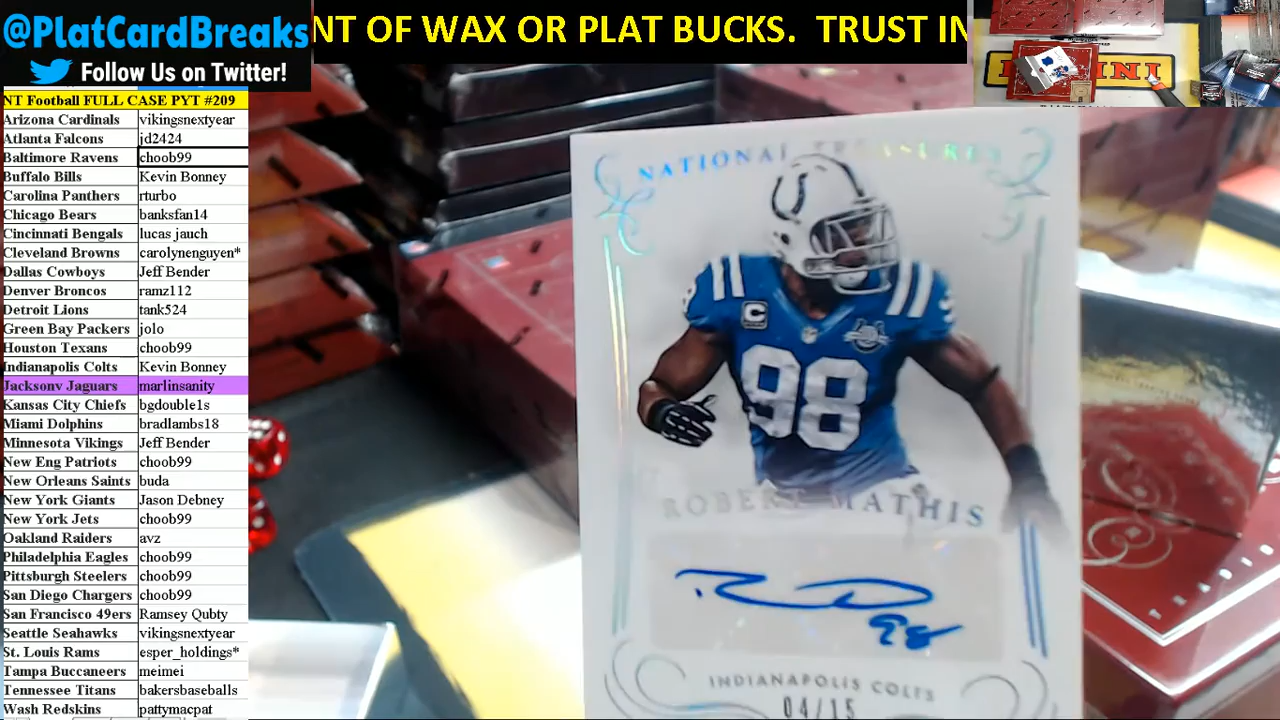 @PlatCardBreaks
Follow Us on Twitter!
NT OF WAX OR PLAT BUCKS. TRUST IN
NT Football FULL CASE PYT #209
Arizona Cardinals vikingsnextyear
Atlanta Falcons jd2424
Baltimore Ravens choob99
Buffalo Bills Kevin Bonney
Carolina Panthers rturbo
Chicago Bears banksfan14
Cincinnati Bengals lucas jauch
Cleveland Browns carolynenguyen*
Dallas Cowboys Jeff Bender
Denver Broncos ramz112
Detroit Lions tank524
Green Bay Packers jolo
Houston Texans choob99
Indianapolis Colts Kevin Bonney
Jacksonv Jaguars marlinsanity
Kansas City Chiefs bgdouble1s
Miami Dolphins bradlambs18
Minnesota Vikings Jeff Bender
New Eng Patriots choob99
New Orleans Saints buda
New York Giants Jason Debney
New York Jets choob99
Oakland Raiders avz
Philadelphia Eagles choob99
Pittsburgh Steelers choob99
San Diego Chargers choob99
San Francisco 49ers Ramsey Qubty
Seattle Seahawks vikingsnextyear
St. Louis Rams esper_holdings*
Tampa Buccaneers meimei
Tennessee Titans bakersbaseballs
Wash Redskins pattymacpat
NATIONAL TREASURES
98
C
98
ROBERT MATHIS
98
INDIANAPOLIS COLTS
04/15